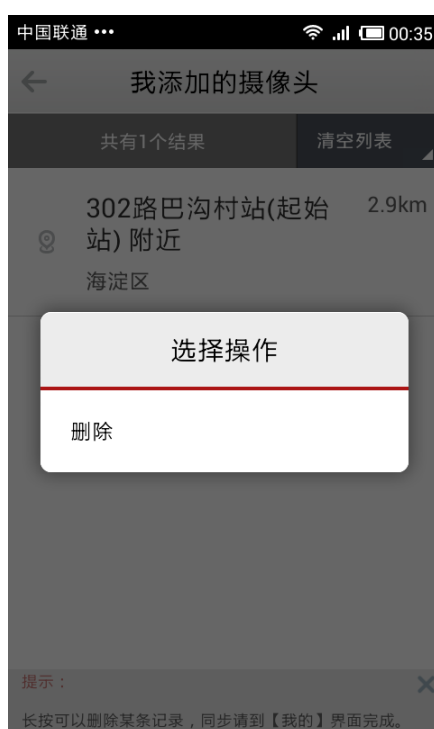 中国联通 ••• 00:35
我添加的摄像头
共有1个结果 清空列表
302路巴沟村站(起始 2.9km
站) 附近
海淀区
选择操作
删除
提示：
长按可以删除某条记录，同步请到【我的】界面完成。